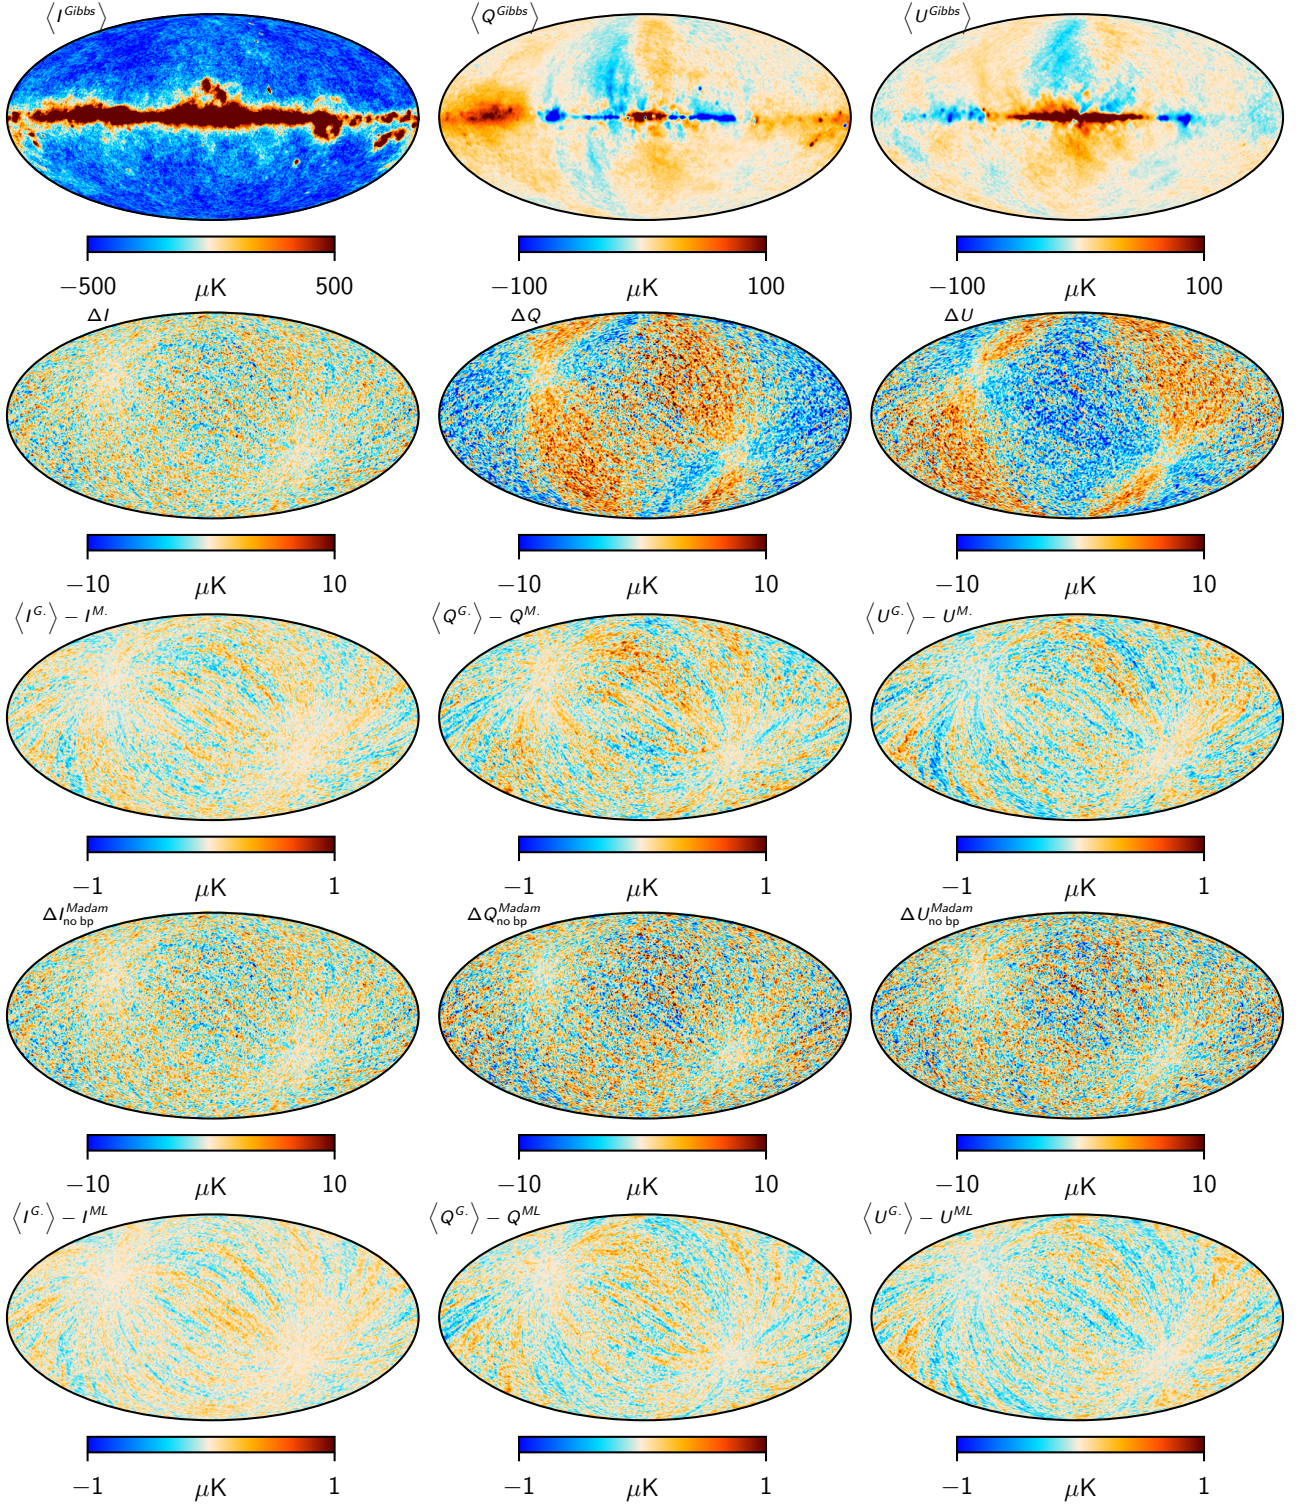 ⟨I^Gibbs⟩ ⟨Q^Gibbs⟩ ⟨U^Gibbs⟩
−500 μK 500 −100 μK 100 −100 μK 100
ΔI ΔQ ΔU
−10 μK 10 −10 μK 10 −10 μK 10
⟨I^G.⟩ − I^M. ⟨Q^G.⟩ − Q^M. ⟨U^G.⟩ − U^M.
−1 μK 1 −1 μK 1 −1 μK 1
ΔI^Madam_no bp ΔQ^Madam_no bp ΔU^Madam_no bp
−10 μK 10 −10 μK 10 −10 μK 10
⟨I^G.⟩ − I^ML ⟨Q^G.⟩ − Q^ML ⟨U^G.⟩ − U^ML
−1 μK 1 −1 μK 1 −1 μK 1